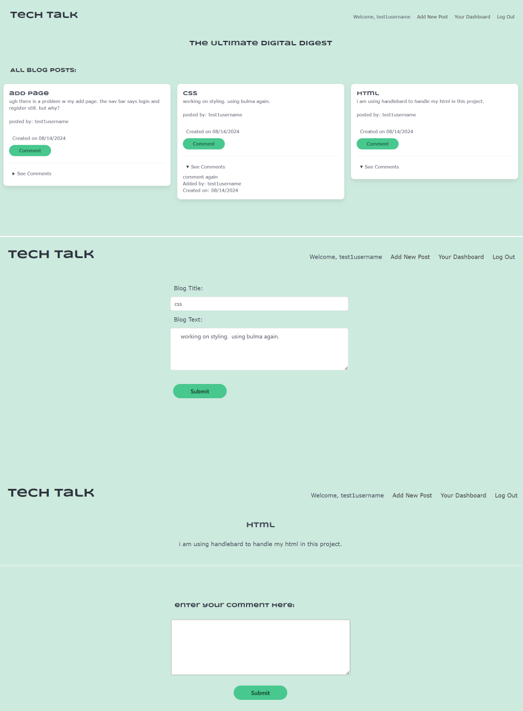 Tech Talk
Welcome, test1username Add New Post Your Dashboard Log Out
The Ultimate Digital Digest
All Blog Posts:
add page
ugh there is a problem w my add page. the nav bar says login and
register still. but why?
posted by: test1username
Created on 08/14/2024
Comment
► See Comments
css
working on styling. using bulma again.
posted by: test1username
Created on 08/14/2024
Comment
▼ See Comments
comment again
Added by: test1username
Created on: 08/14/2024
html
i am using handlebard to handle my html in this project.
posted by: test1username
Created on 08/14/2024
Comment
▼ See Comments
Tech Talk
Welcome, test1username Add New Post Your Dashboard Log Out
Blog Title:
css
Blog Text:
working on styling. using bulma again.
Submit
Tech Talk
Welcome, test1username Add New Post Your Dashboard Log Out
html
i am using handlebard to handle my html in this project.
enter your comment here:
Submit